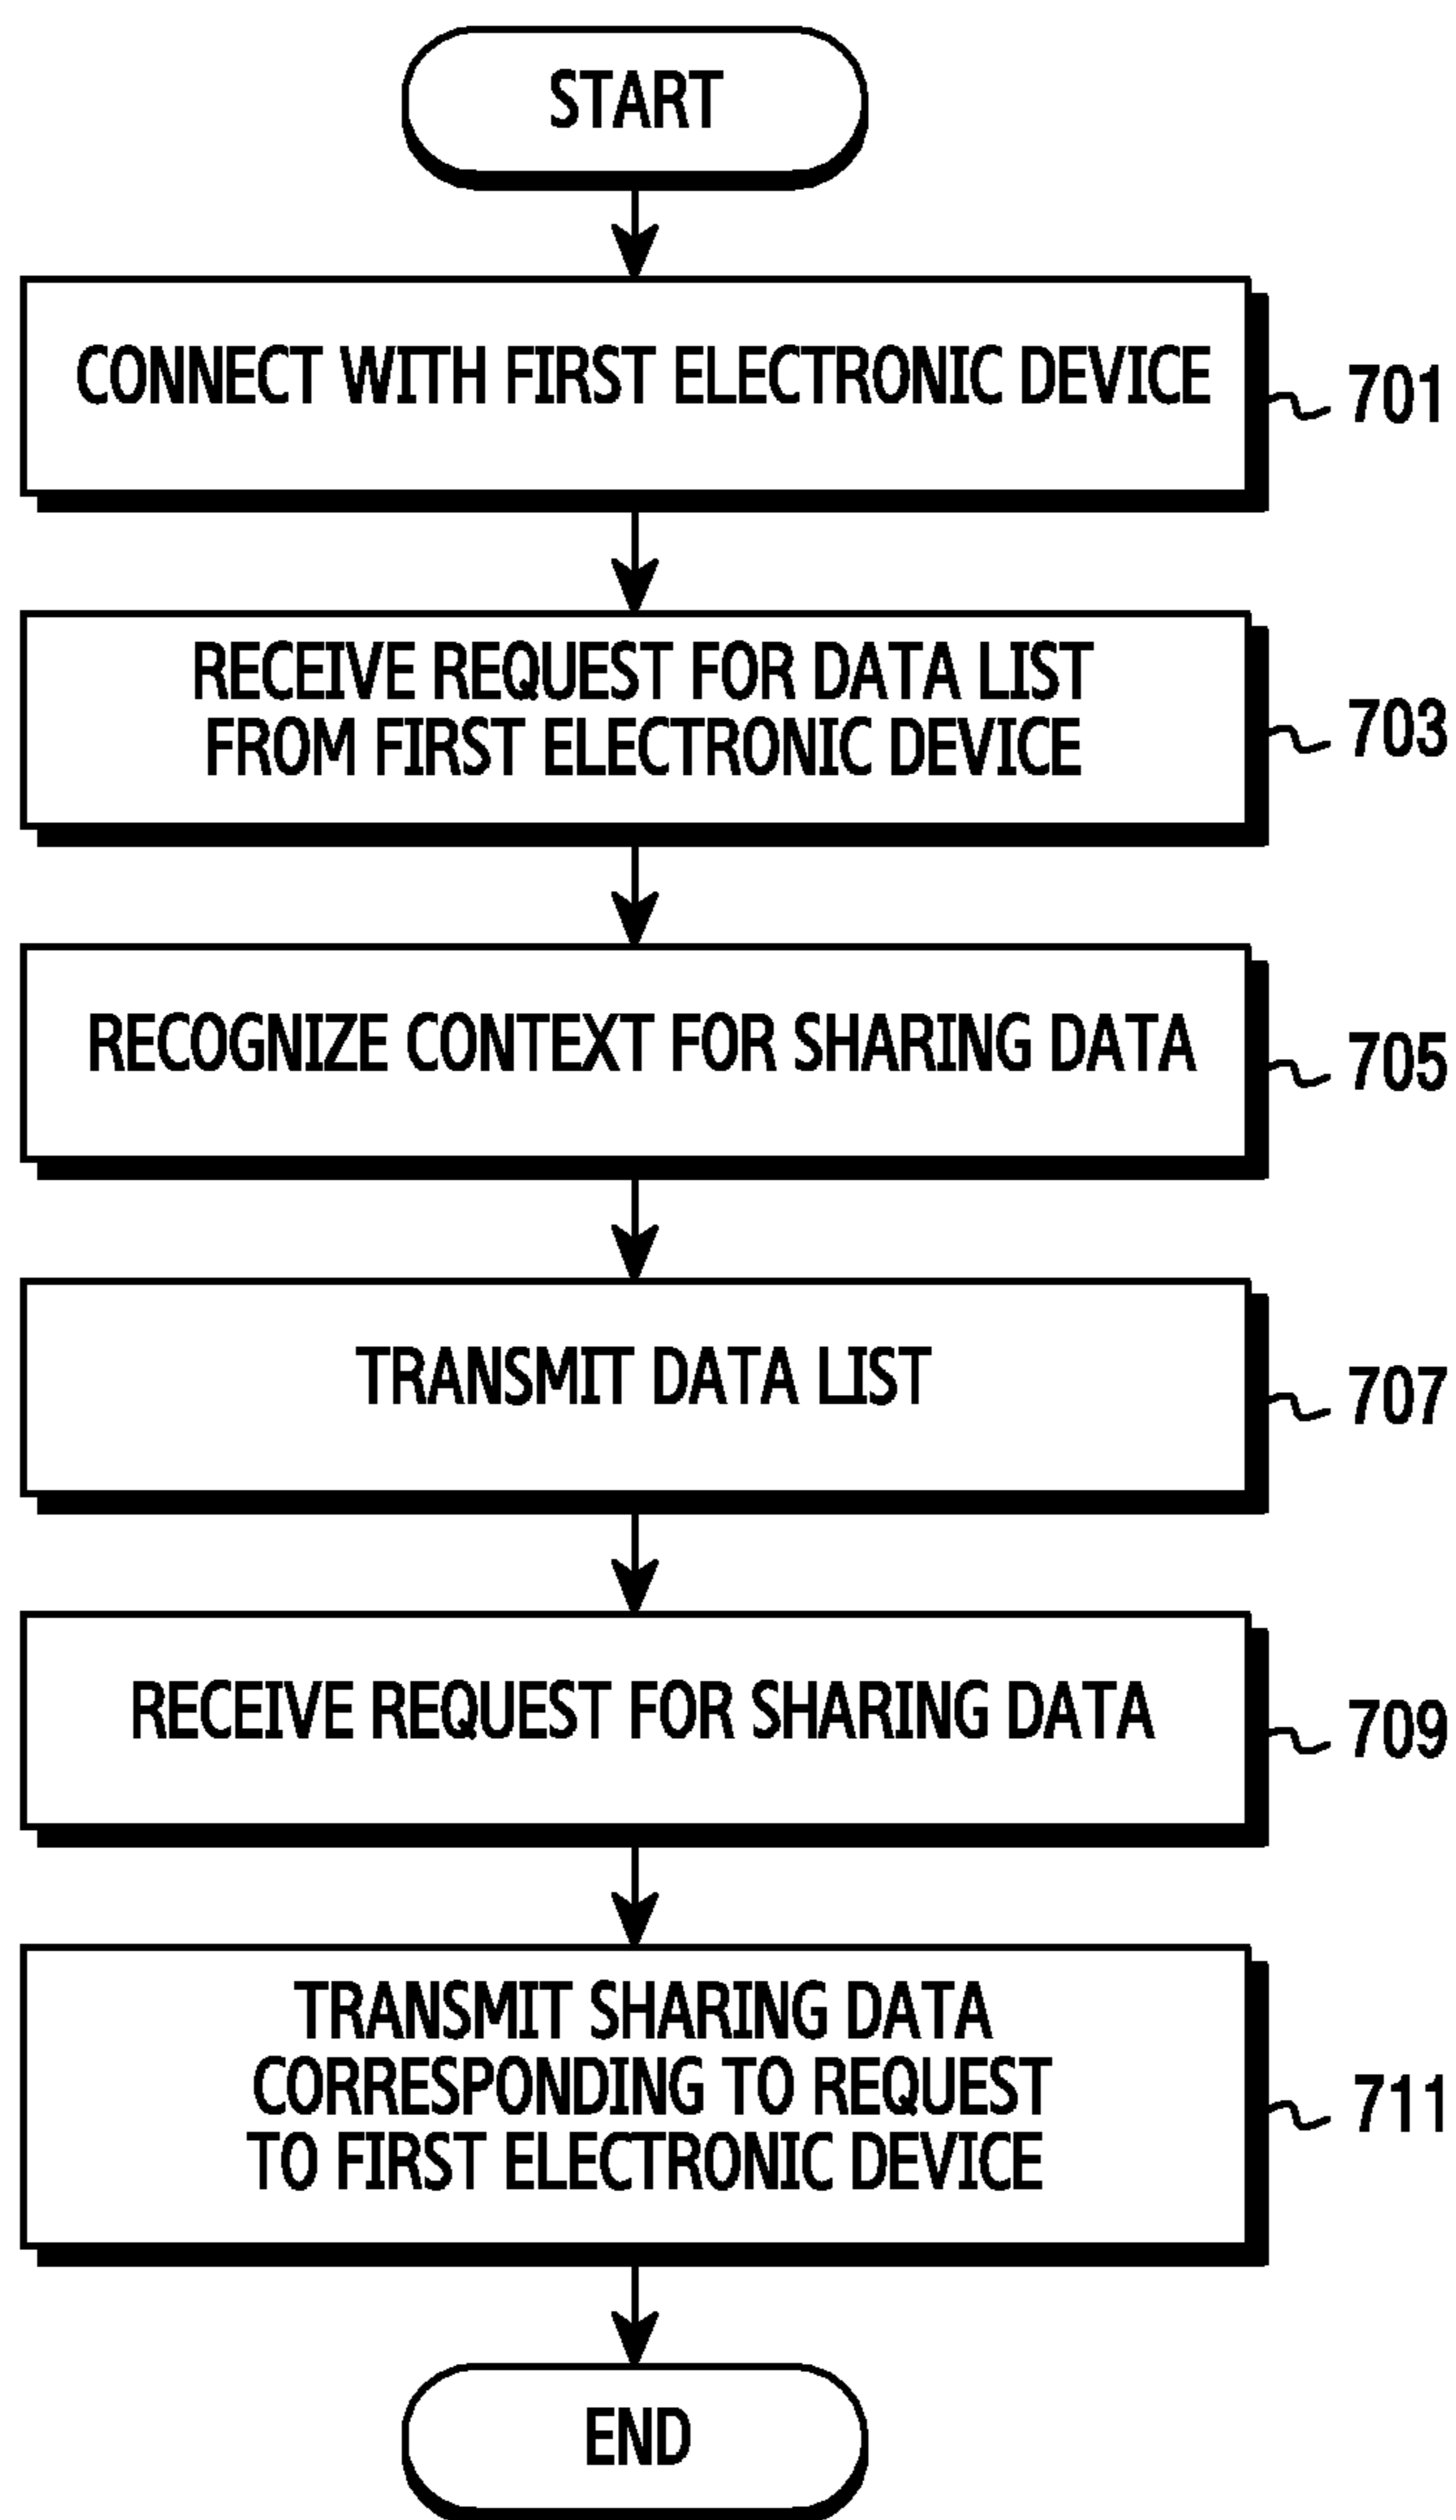 START
CONNECT WITH FIRST ELECTRONIC DEVICE
701
RECEIVE REQUEST FOR DATA LIST
FROM FIRST ELECTRONIC DEVICE
703
RECOGNIZE CONTEXT FOR SHARING DATA
705
TRANSMIT DATA LIST
707
RECEIVE REQUEST FOR SHARING DATA
709
TRANSMIT SHARING DATA
CORRESPONDING TO REQUEST
TO FIRST ELECTRONIC DEVICE
711
END